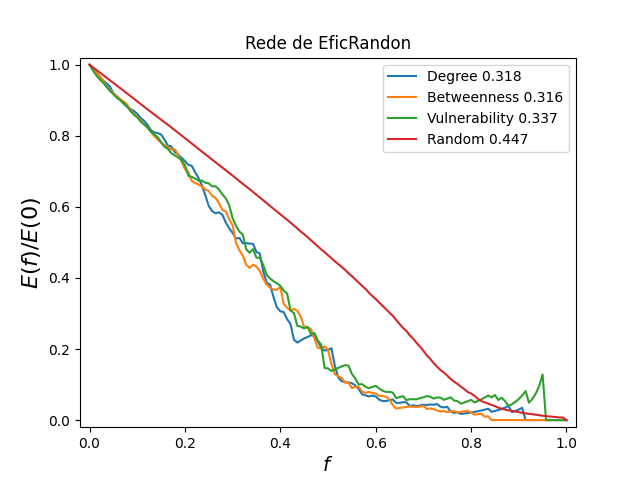 Rede de EficRandon
Degree 0.318
Betweenness 0.316
Vulnerability 0.337
Random 0.447
E(f)/E(0)
1.0
0.8
0.6
0.4
0.2
0.0
0.0 0.2 0.4 0.6 0.8 1.0
f